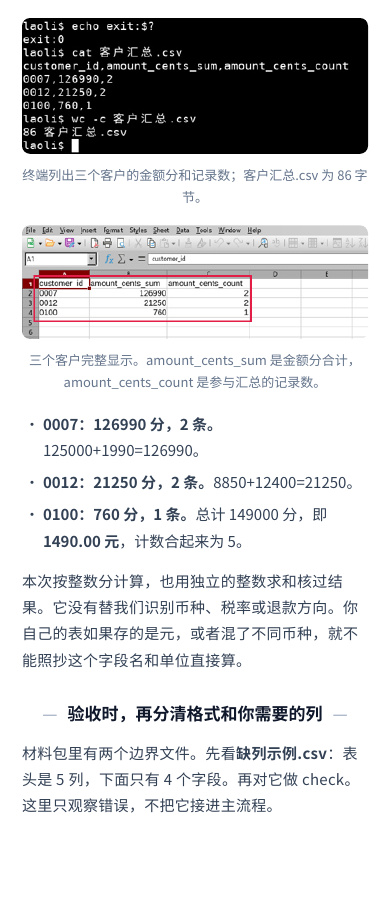 laoli$ echo exit:$?
exit:0
laoli$ cat 客户汇总.csv
customer_id,amount_cents_sum,amount_cents_count
0007,126990,2
0012,21250,2
0100,760,1
laoli$ wc -c 客户汇总.csv
86 客户汇总.csv
laoli$
终端列出三个客户的金额分和记录数；客户汇总.csv 为 86 字
节。
File Edit View Insert Format Styles Sheet Data Tools Window Help
A1 customer_id
A B C D E
1 customer_id amount_cents_sum amount_cents_count
2 0007 126990 2
3 0012 21250 2
4 0100 760 1
5
6
三个客户完整显示。amount_cents_sum 是金额分合计，
amount_cents_count 是参与汇总的记录数。
• 0007：126990 分，2 条。
125000+1990=126990。
• 0012：21250 分，2 条。8850+12400=21250。
• 0100：760 分，1 条。总计 149000 分，即
1490.00 元，计数合起来为 5。
本次按整数分计算，也用独立的整数求和核过结
果。它没有替我们识别币种、税率或退款方向。你
自己的表如果存的是元，或者混了不同币种，就不
能照抄这个字段名和单位直接算。
— 验收时，再分清格式和你需要的列 —
材料包里有两个边界文件。先看缺列示例.csv：表
头是 5 列，下面只有 4 个字段。再对它做 check。
这里只观察错误，不把它接进主流程。